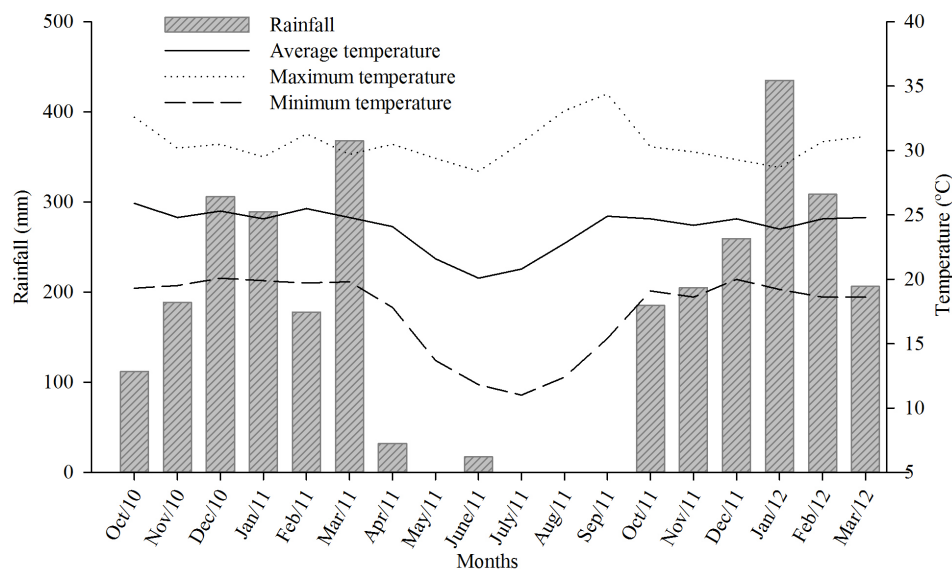 Rainfall
Average temperature
Maximum temperature
Minimum temperature
Rainfall (mm)
500
400
300
200
100
0
Temperature (°C)
40
35
30
25
20
15
10
5
Oct/10
Nov/10
Dec/10
Jan/11
Feb/11
Mar/11
Apr/11
May/11
June/11
July/11
Aug/11
Sep/11
Oct/11
Nov/11
Dec/11
Jan/12
Feb/12
Mar/12
Months